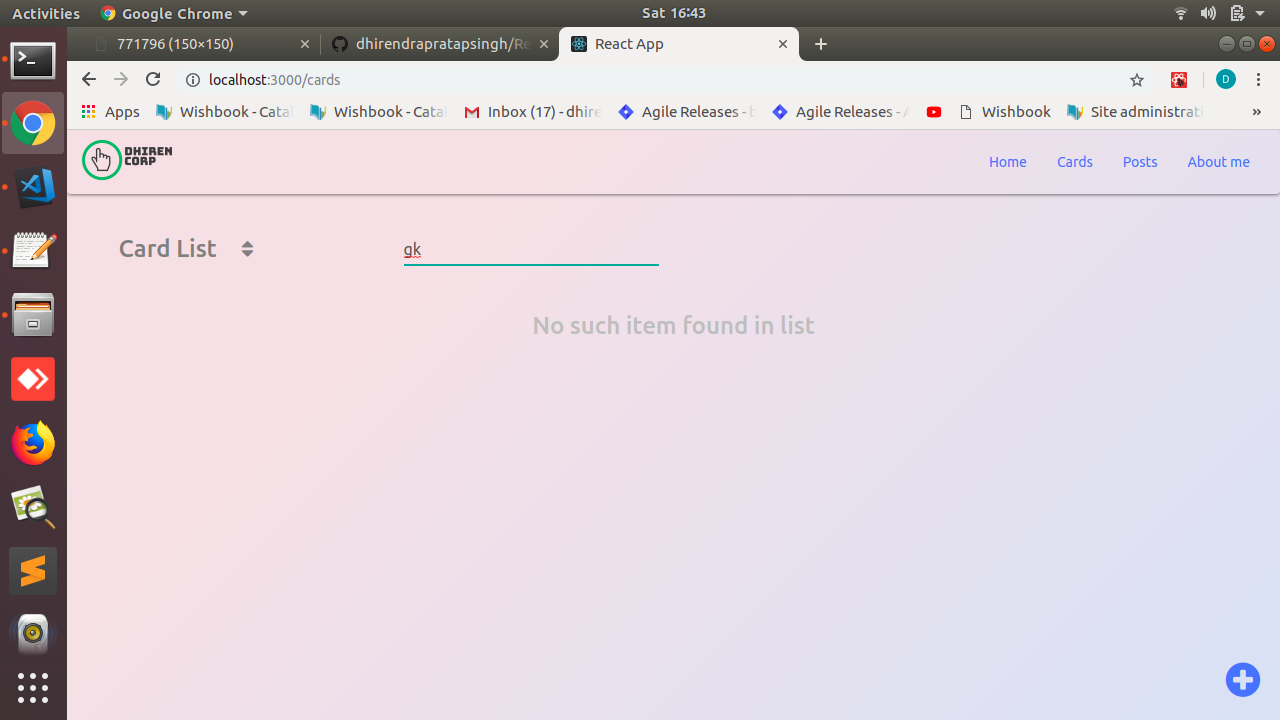 Activities
Google Chrome
Sat 16:43
771796 (150×150)
dhirendrapratapsingh/Re
React App
localhost:3000/cards
D
Apps
Wishbook - Catal
Wishbook - Catal
Inbox (17) - dhire
Agile Releases - b
Agile Releases - A
Wishbook
Site administrati
»
DHIREN
CORP
Home
Cards
Posts
About me
Card List
gk
No such item found in list